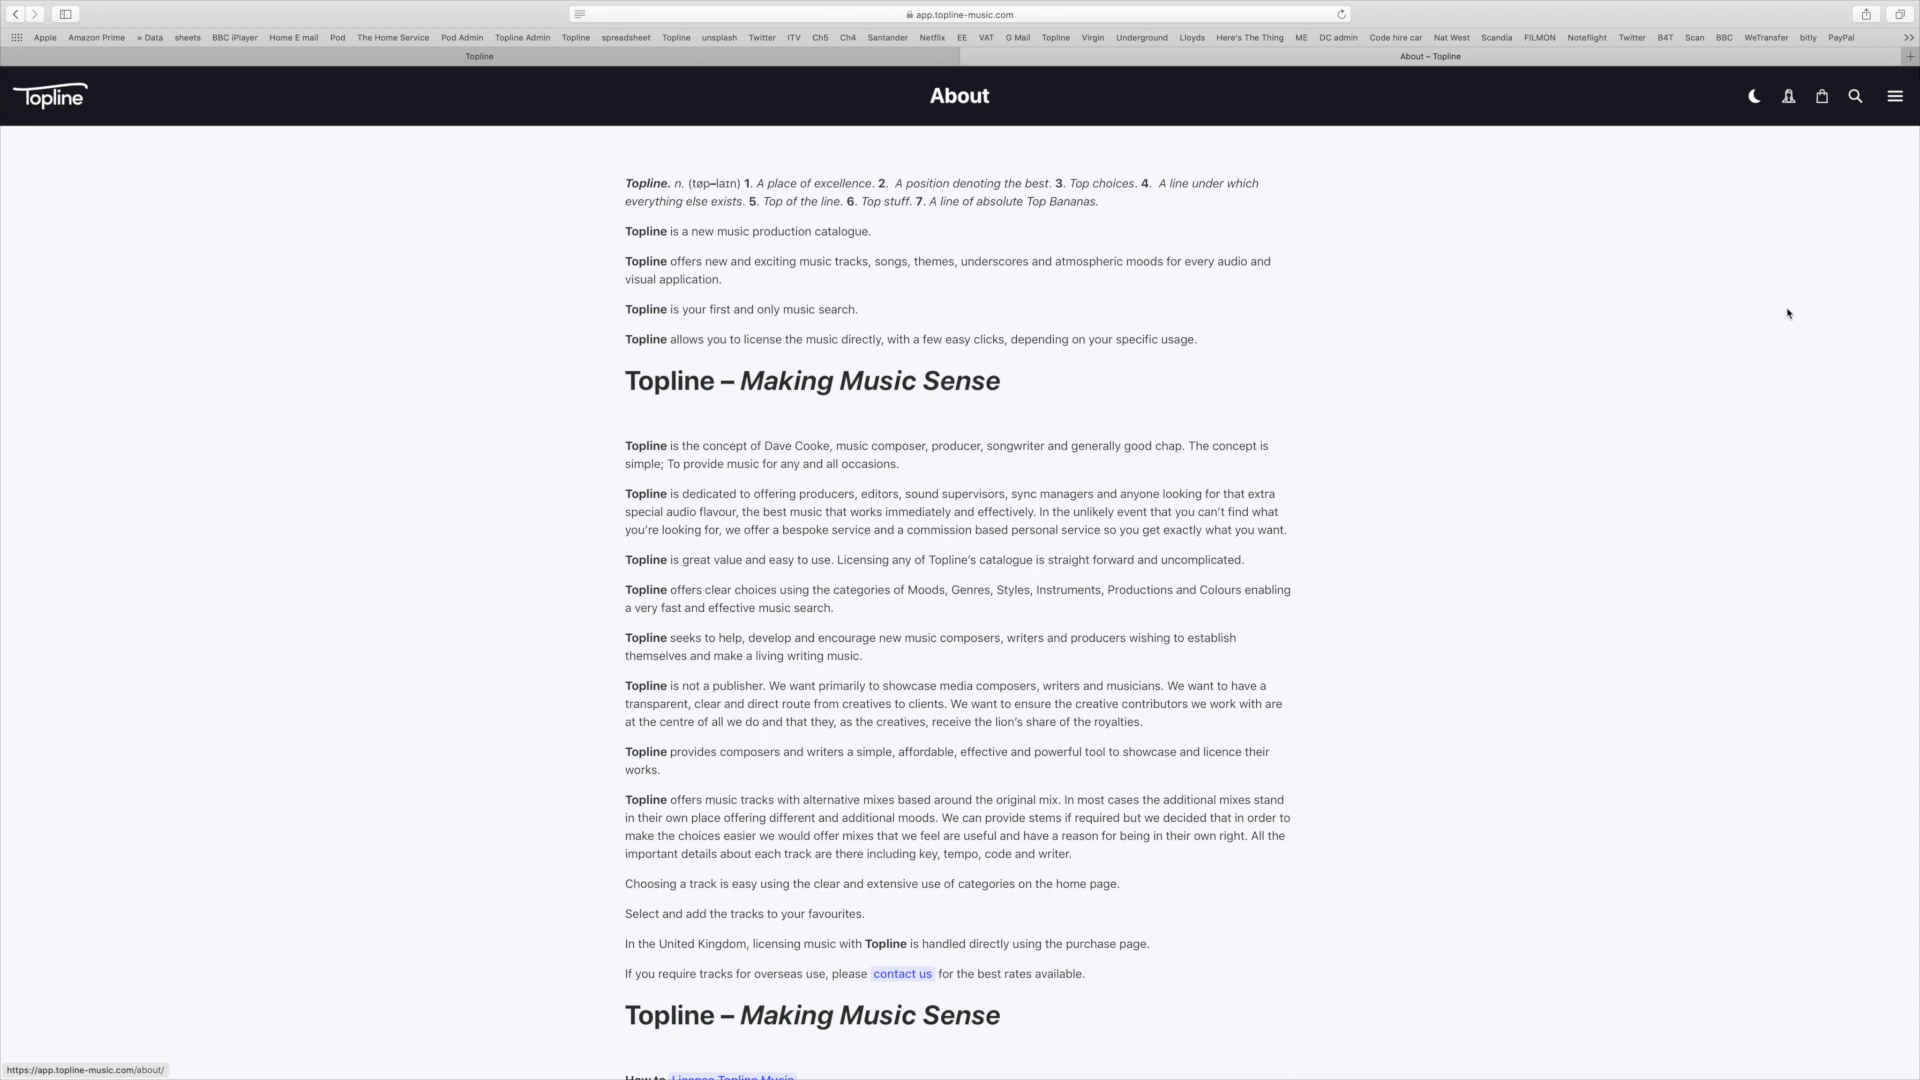 app.topline-music.com
Apple Amazon Prime » Data sheets BBC iPlayer Home E mail Pod The Home Service Pod Admin Topline Admin Topline spreadsheet Topline unsplash Twitter ITV Ch5 Ch4 Santander Netflix EE VAT G Mail Topline Virgin Underground Lloyds Here's The Thing ME DC admin Code hire car Nat West Scandia FILMON Noteflight Twitter B4T Scan BBC WeTransfer bitly PayPal
Topline About – Topline
Topline About
Topline. n. (tøp–laɪn) 1. A place of excellence. 2. A position denoting the best. 3. Top choices. 4. A line under which
everything else exists. 5. Top of the line. 6. Top stuff. 7. A line of absolute Top Bananas.
Topline is a new music production catalogue.
Topline offers new and exciting music tracks, songs, themes, underscores and atmospheric moods for every audio and
visual application.
Topline is your first and only music search.
Topline allows you to license the music directly, with a few easy clicks, depending on your specific usage.
Topline – Making Music Sense
Topline is the concept of Dave Cooke, music composer, producer, songwriter and generally good chap. The concept is
simple; To provide music for any and all occasions.
Topline is dedicated to offering producers, editors, sound supervisors, sync managers and anyone looking for that extra
special audio flavour, the best music that works immediately and effectively. In the unlikely event that you can’t find what
you’re looking for, we offer a bespoke service and a commission based personal service so you get exactly what you want.
Topline is great value and easy to use. Licensing any of Topline’s catalogue is straight forward and uncomplicated.
Topline offers clear choices using the categories of Moods, Genres, Styles, Instruments, Productions and Colours enabling
a very fast and effective music search.
Topline seeks to help, develop and encourage new music composers, writers and producers wishing to establish
themselves and make a living writing music.
Topline is not a publisher. We want primarily to showcase media composers, writers and musicians. We want to have a
transparent, clear and direct route from creatives to clients. We want to ensure the creative contributors we work with are
at the centre of all we do and that they, as the creatives, receive the lion’s share of the royalties.
Topline provides composers and writers a simple, affordable, effective and powerful tool to showcase and licence their
works.
Topline offers music tracks with alternative mixes based around the original mix. In most cases the additional mixes stand
in their own place offering different and additional moods. We can provide stems if required but we decided that in order to
make the choices easier we would offer mixes that we feel are useful and have a reason for being in their own right. All the
important details about each track are there including key, tempo, code and writer.
Choosing a track is easy using the clear and extensive use of categories on the home page.
Select and add the tracks to your favourites.
In the United Kingdom, licensing music with Topline is handled directly using the purchase page.
If you require tracks for overseas use, please contact us for the best rates available.
Topline – Making Music Sense
How to License Topline Music
https://app.topline-music.com/about/